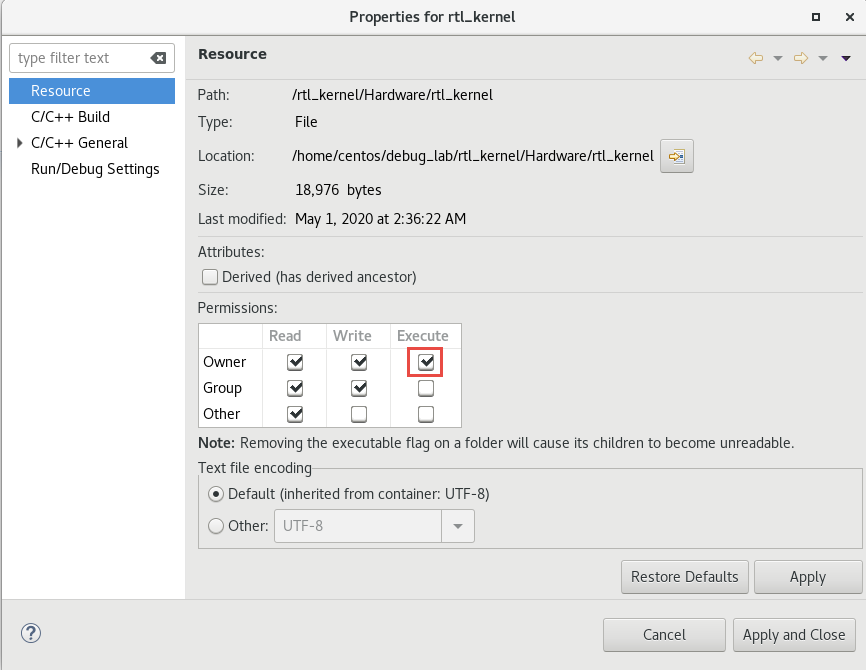 Properties for rtl_kernel
type filter text
Resource
C/C++ Build
C/C++ General
Run/Debug Settings
Resource
Path: /rtl_kernel/Hardware/rtl_kernel
Type: File
Location: /home/centos/debug_lab/rtl_kernel/Hardware/rtl_kernel
Size: 18,976 bytes
Last modified: May 1, 2020 at 2:36:22 AM
Attributes:
Derived (has derived ancestor)
Permissions:
Read Write Execute
Owner
Group
Other
Note: Removing the executable flag on a folder will cause its children to become unreadable.
Text file encoding
Default (inherited from container: UTF-8)
Other: UTF-8
Restore Defaults Apply
? Cancel Apply and Close